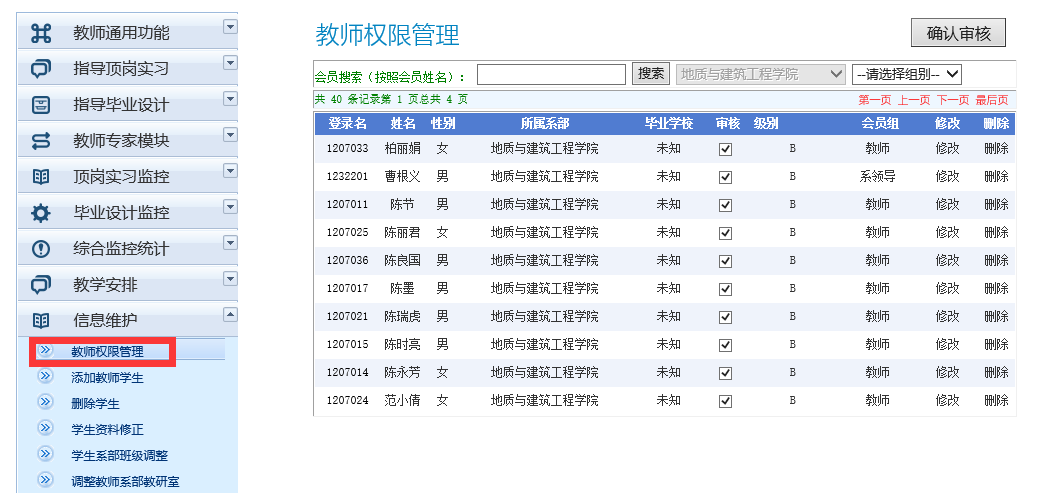 教师通用功能
指导顶岗实习
指导毕业设计
教师专家模块
顶岗实习监控
毕业设计监控
综合监控统计
教学安排
信息维护
教师权限管理
添加教师学生
删除学生
学生资料修正
学生系部班级调整
调整教师系部教研室
教师权限管理
确认审核
会员搜索（按照会员姓名）： 搜索 地质与建筑工程学院 --请选择组别--
共 40 条记录第 1 页总共 4 页 第一页 上一页 下一页 最后页
登录名 姓名 性别 所属系部 毕业学校 审核 级别 会员组 修改 删除
1207033 柏丽娟 女 地质与建筑工程学院 未知 B 教师 修改 删除
1232201 曹根义 男 地质与建筑工程学院 未知 B 系领导 修改 删除
1207011 陈节 男 地质与建筑工程学院 未知 B 教师 修改 删除
1207025 陈丽君 女 地质与建筑工程学院 未知 B 教师 修改 删除
1207036 陈良国 男 地质与建筑工程学院 未知 B 教师 修改 删除
1207017 陈墨 男 地质与建筑工程学院 未知 B 教师 修改 删除
1207021 陈瑞虎 男 地质与建筑工程学院 未知 B 教师 修改 删除
1207015 陈时亮 男 地质与建筑工程学院 未知 B 教师 修改 删除
1207014 陈永芳 女 地质与建筑工程学院 未知 B 教师 修改 删除
1207024 范小倩 女 地质与建筑工程学院 未知 B 教师 修改 删除